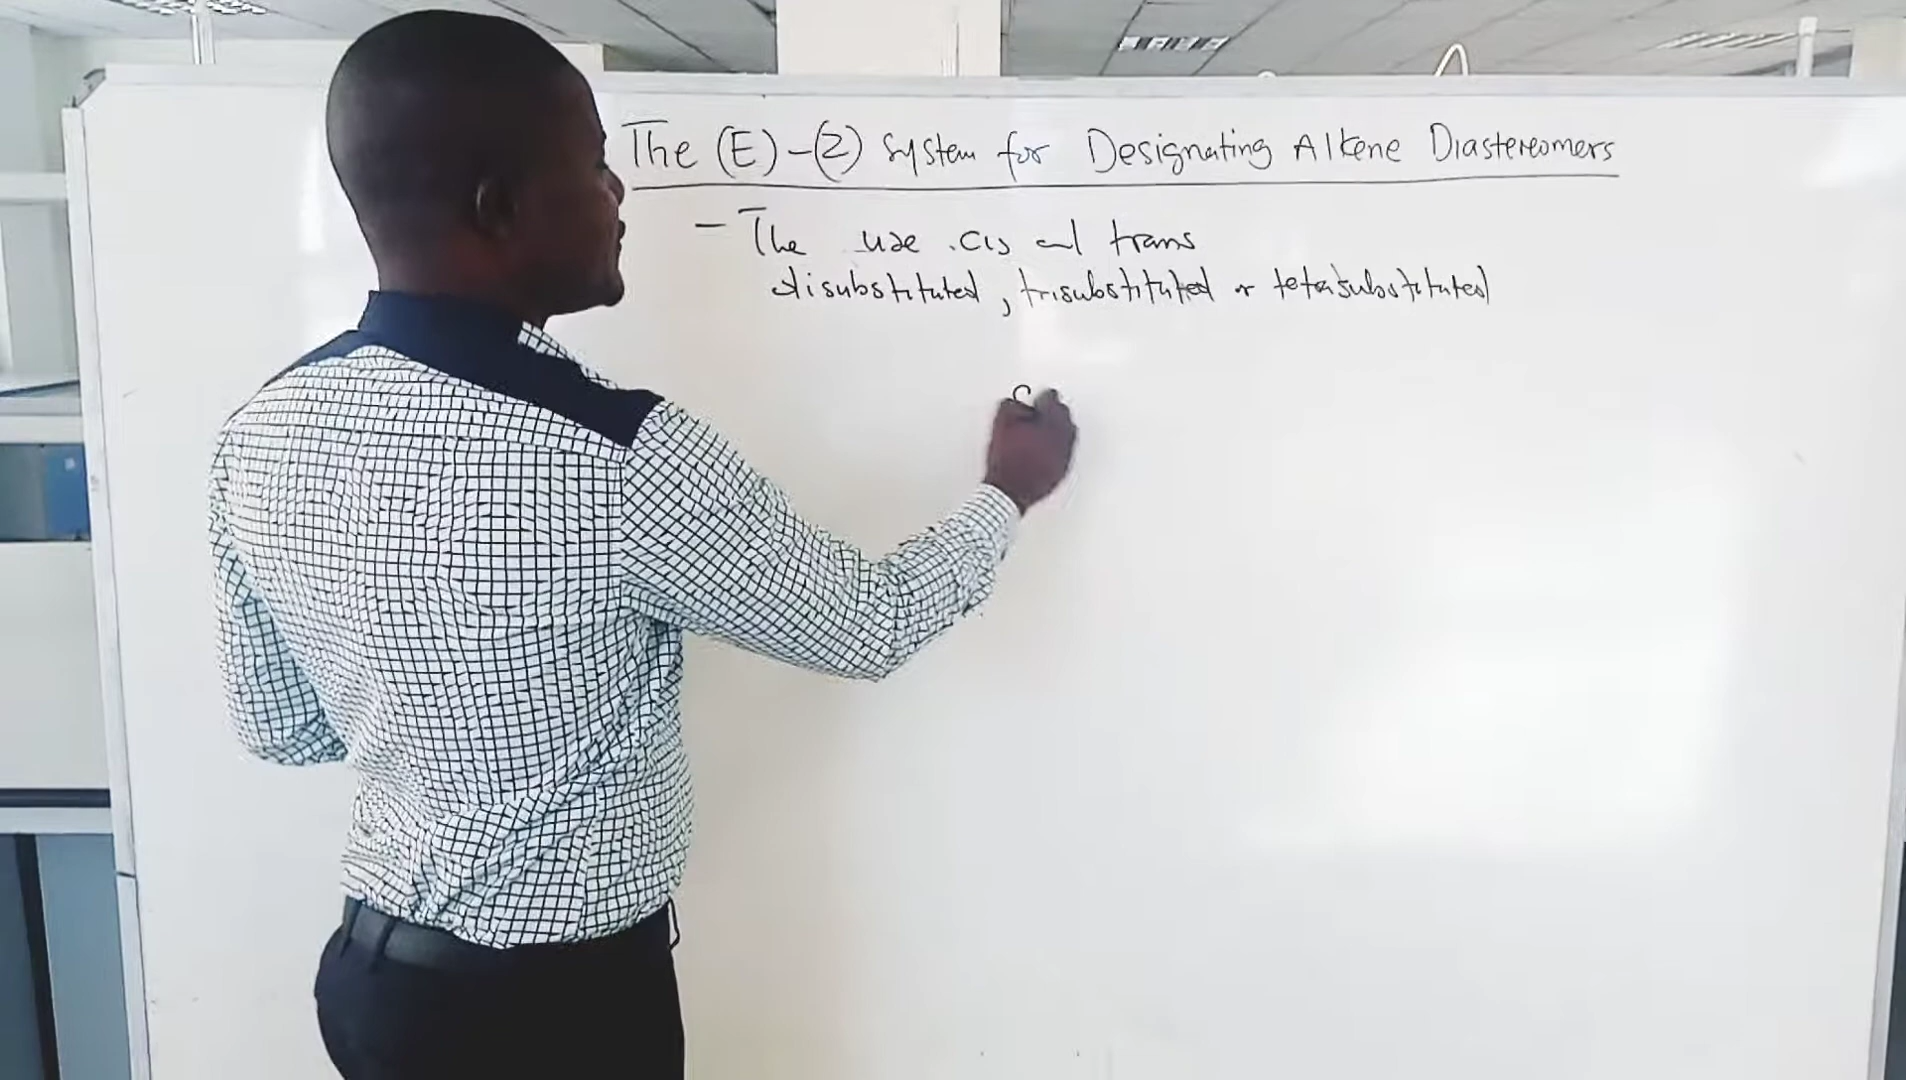 The (E)-(Z) system for Designating Alkene Diastereomers
- The use cis and trans
disubstituted, trisubstituted or tetrasubstituted
C